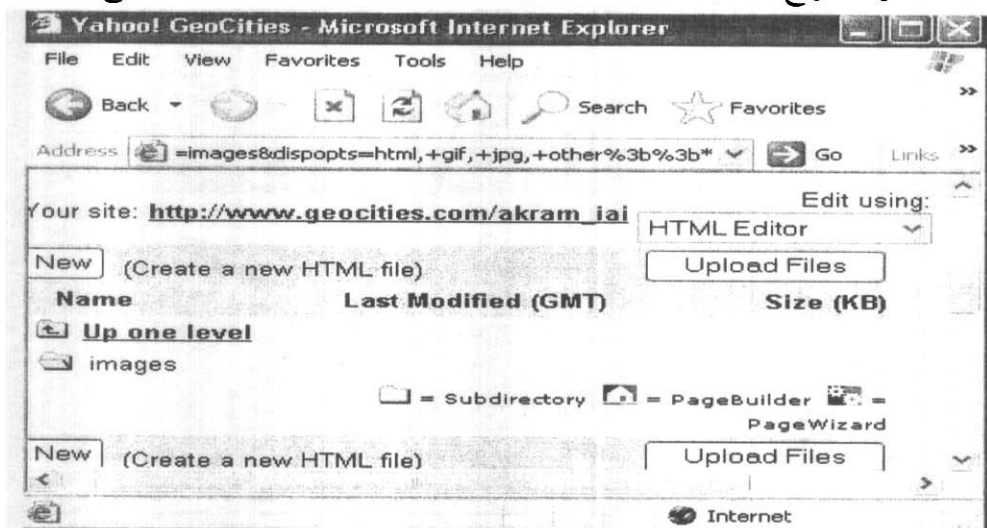 Yahoo! GeoCities - Microsoft Internet Explorer
File Edit View Favorites Tools Help
Back Search Favorites »
Address =images&dispopts=html,+gif,+jpg,+other%3b%3b* Go Links »
Your site: http://www.geocities.com/akram_iai Edit using:
HTML Editor
New (Create a new HTML file) Upload Files
Name Last Modified (GMT) Size (KB)
Up one level
images
= Subdirectory = PageBuilder =
PageWizard
New (Create a new HTML file) Upload Files
Internet